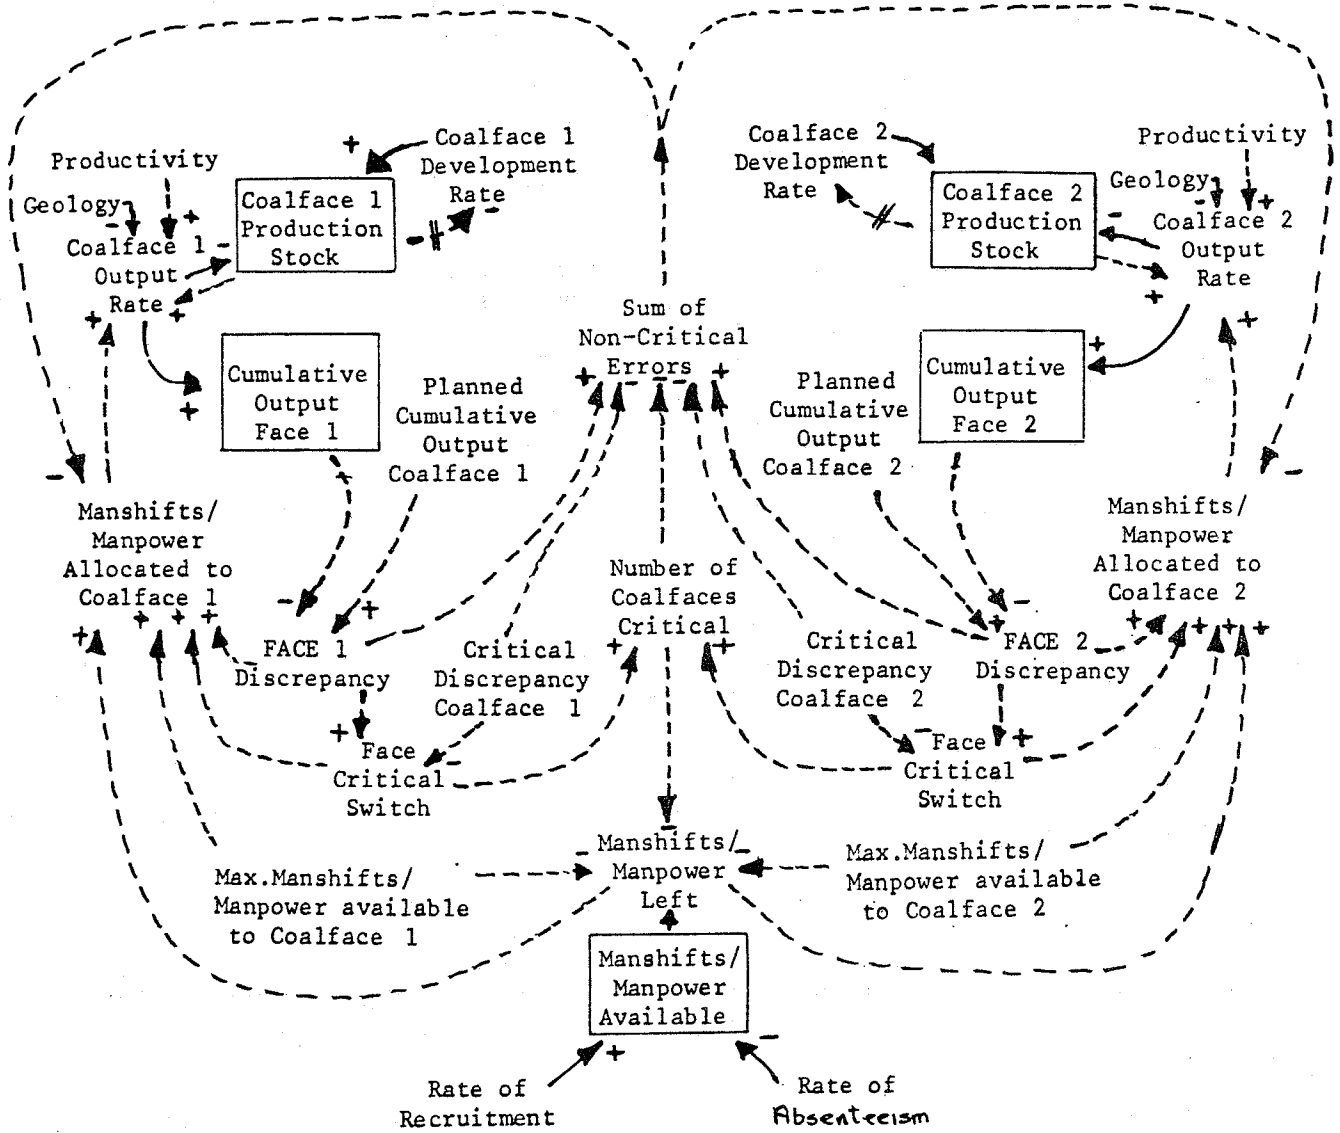 Productivity
Geology
Coalface 1
Output
Rate
Coalface 1
Production
Stock
Coalface 1
Development
Rate
Coalface 2
Development
Rate
Coalface 2
Production
Stock
Productivity
Geology
Coalface 2
Output
Rate
Sum of
Non-Critical
Errors
Cumulative
Output
Face 1
Planned
Cumulative
Output
Coalface 1
Planned
Cumulative
Output
Coalface 2
Cumulative
Output
Face 2
Manshifts/
Manpower
Allocated to
Coalface 1
Number of
Coalfaces
Critical
Manshifts/
Manpower
Allocated to
Coalface 2
FACE 1
Discrepancy
Critical
Discrepancy
Coalface 1
Critical
Discrepancy
Coalface 2
FACE 2
Discrepancy
Face
Critical
Switch
Face
Critical
Switch
Max.Manshifts/
Manpower available
to Coalface 1
Manshifts/
Manpower
Left
Max.Manshifts/
Manpower available
to Coalface 2
Manshifts/
Manpower
Available
Rate of
Recruitment
Rate of
Absenteeism